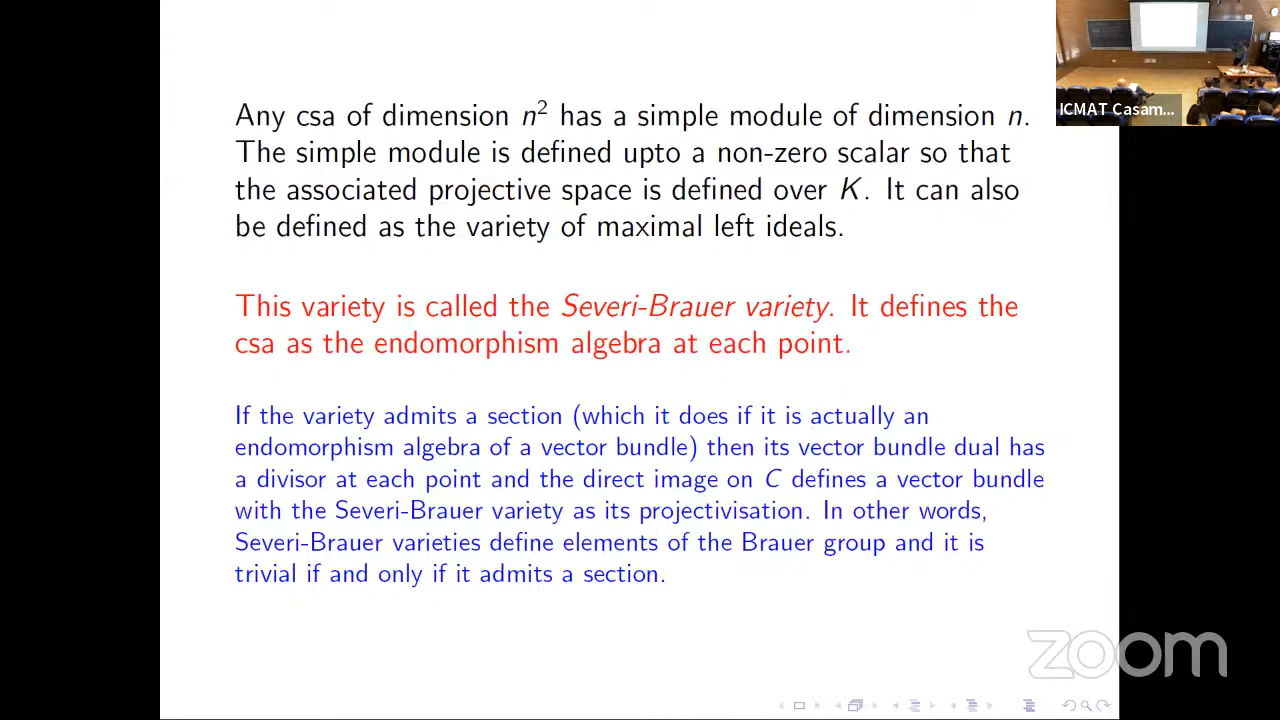 Any csa of dimension n² has a simple module of dimension n.
The simple module is defined upto a non-zero scalar so that
the associated projective space is defined over K. It can also
be defined as the variety of maximal left ideals.
This variety is called the Severi-Brauer variety. It defines the
csa as the endomorphism algebra at each point.
If the variety admits a section (which it does if it is actually an
endomorphism algebra of a vector bundle) then its vector bundle dual has
a divisor at each point and the direct image on C defines a vector bundle
with the Severi-Brauer variety as its projectivisation. In other words,
Severi-Brauer varieties define elements of the Brauer group and it is
trivial if and only if it admits a section.
ICMAT Casam...
zoom